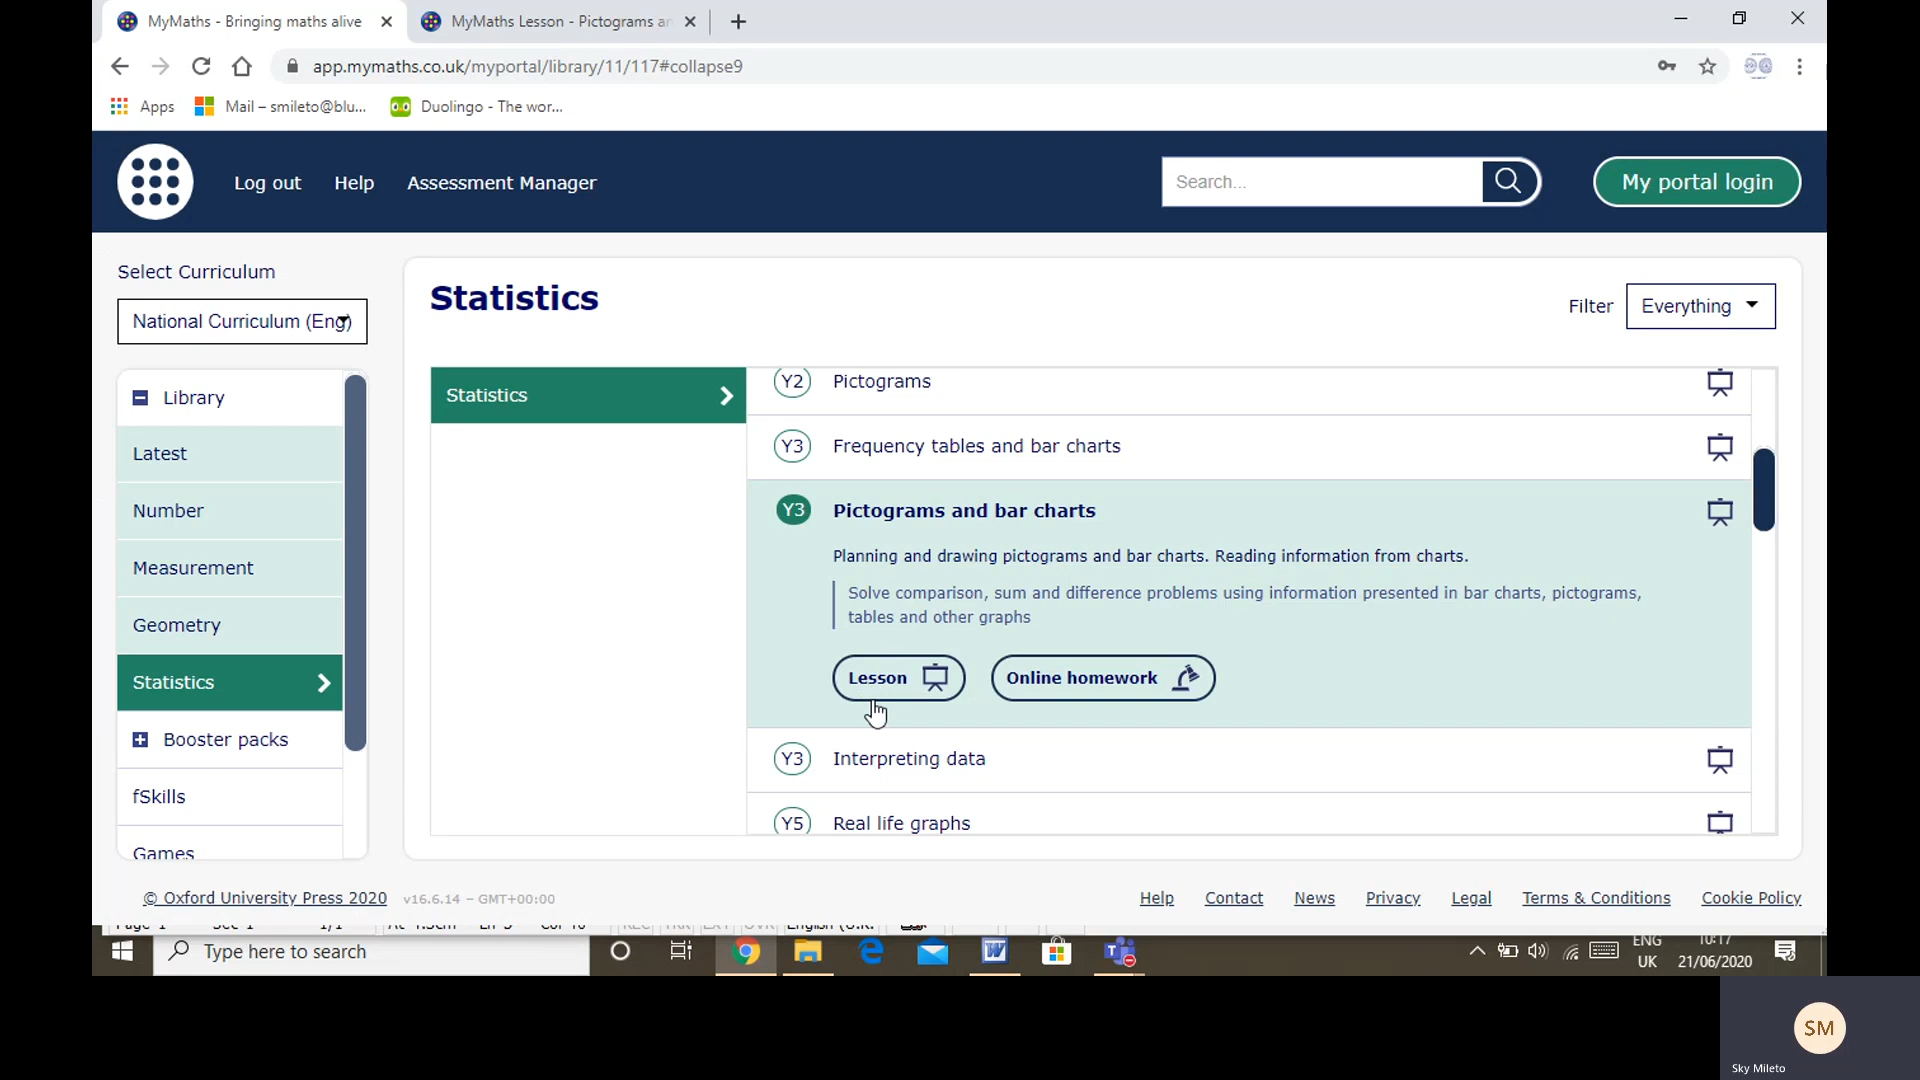 MyMaths - Bringing maths alive
MyMaths Lesson - Pictograms an
app.mymaths.co.uk/myportal/library/11/117#collapse9
Apps
Mail – smileto@blu...
Duolingo - The wor...
Log out
Help
Assessment Manager
Search...
My portal login
Select Curriculum
National Curriculum (Eng)
Library
Latest
Number
Measurement
Geometry
Statistics
Booster packs
fSkills
Games
Statistics
Filter
Everything
Statistics
Y2 Pictograms
Y3 Frequency tables and bar charts
Y3 Pictograms and bar charts
Planning and drawing pictograms and bar charts. Reading information from charts.
Solve comparison, sum and difference problems using information presented in bar charts, pictograms,
tables and other graphs
Lesson
Online homework
Y3 Interpreting data
Y5 Real life graphs
© Oxford University Press 2020
v16.6.14 – GMT+00:00
Help
Contact
News
Privacy
Legal
Terms & Conditions
Cookie Policy
Type here to search
ENG
UK
10:17
21/06/2020
SM
Sky Mileto